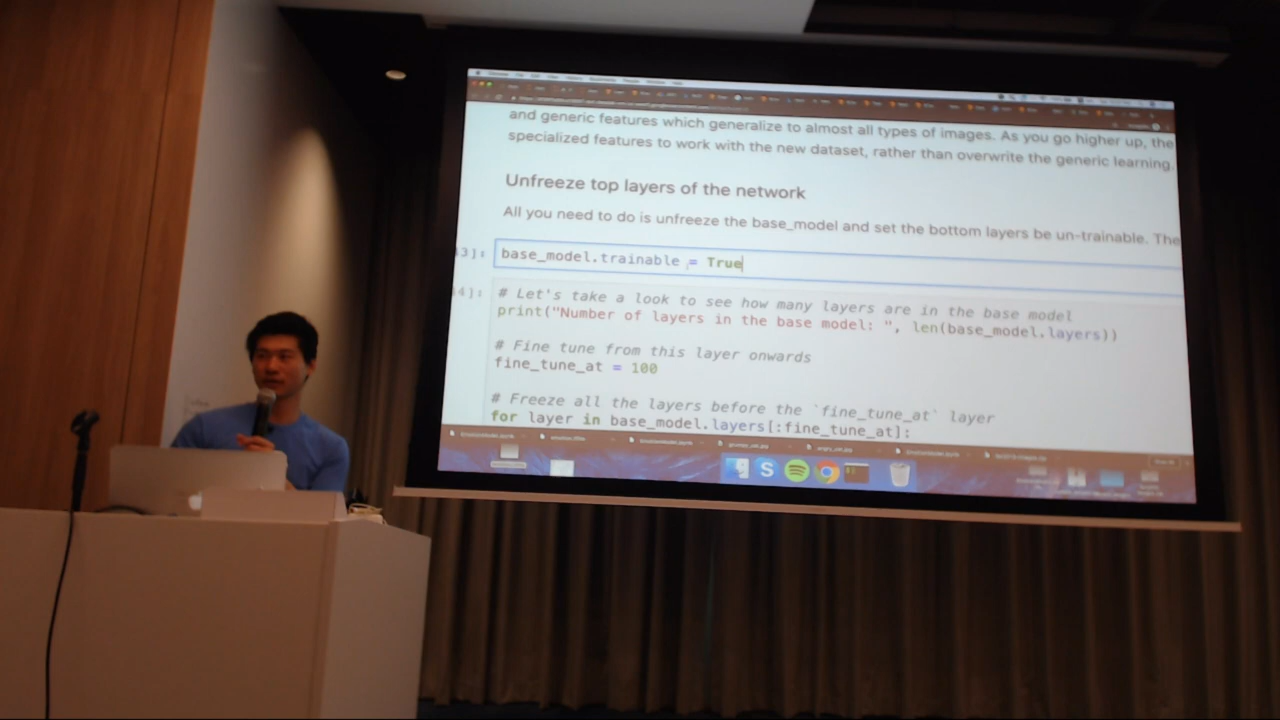 and generic features which generalize to almost all types of images. As you go higher up, the
specialized features to work with the new dataset, rather than overwrite the generic learning.
Unfreeze top layers of the network
All you need to do is unfreeze the base_model and set the bottom layers be un-trainable. The
3]:
base_model.trainable = True
4]:
# Let's take a look to see how many layers are in the base model
print("Number of layers in the base model: ", len(base_model.layers))
# Fine tune from this layer onwards
fine_tune_at = 100
# Freeze all the layers before the `fine_tune_at` layer
for layer in base_model.layers[:fine_tune_at]: